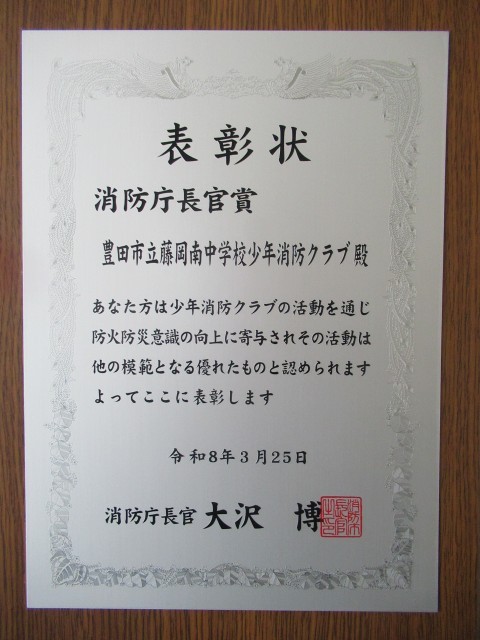 表彰状
消防庁長官賞
豊田市立藤岡南中学校少年消防クラブ 殿
あなた方は少年消防クラブの活動を通じ
防火防災意識の向上に寄与されその活動は
他の模範となる優れたものと認められます
よってここに表彰します
令和8年3月25日
消防庁長官 大沢 博